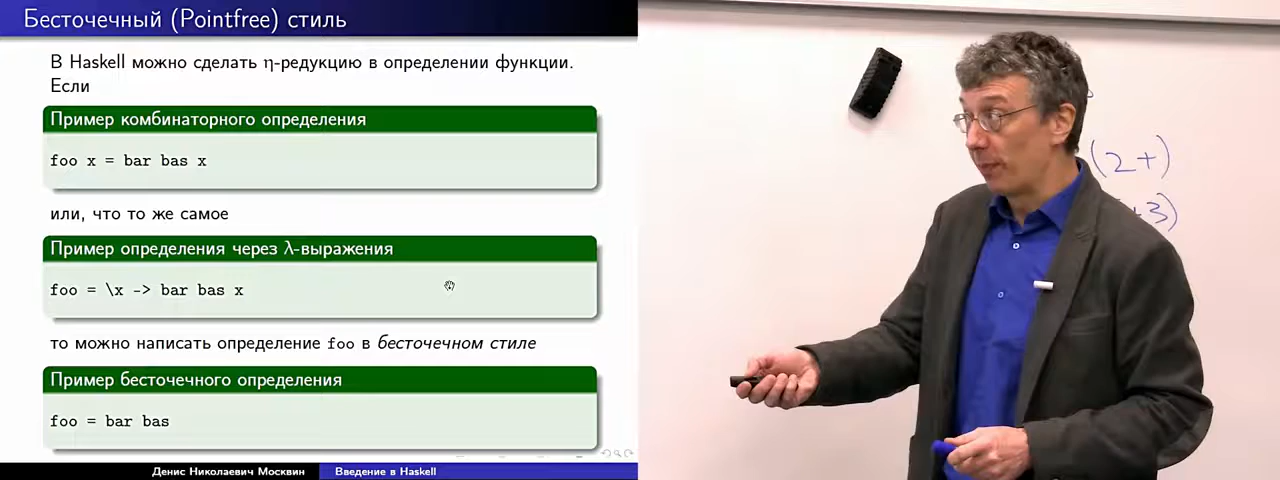 Бесточечный (Pointfree) стиль
В Haskell можно сделать η-редукцию в определении функции.
Если
Пример комбинаторного определения
foo x = bar bas x
или, что то же самое
Пример определения через λ-выражения
foo = \x -> bar bas x
то можно написать определение foo в бесточечном стиле
Пример бесточечного определения
foo = bar bas
Денис Николаевич Москвин Введение в Haskell
(2+)
+3)